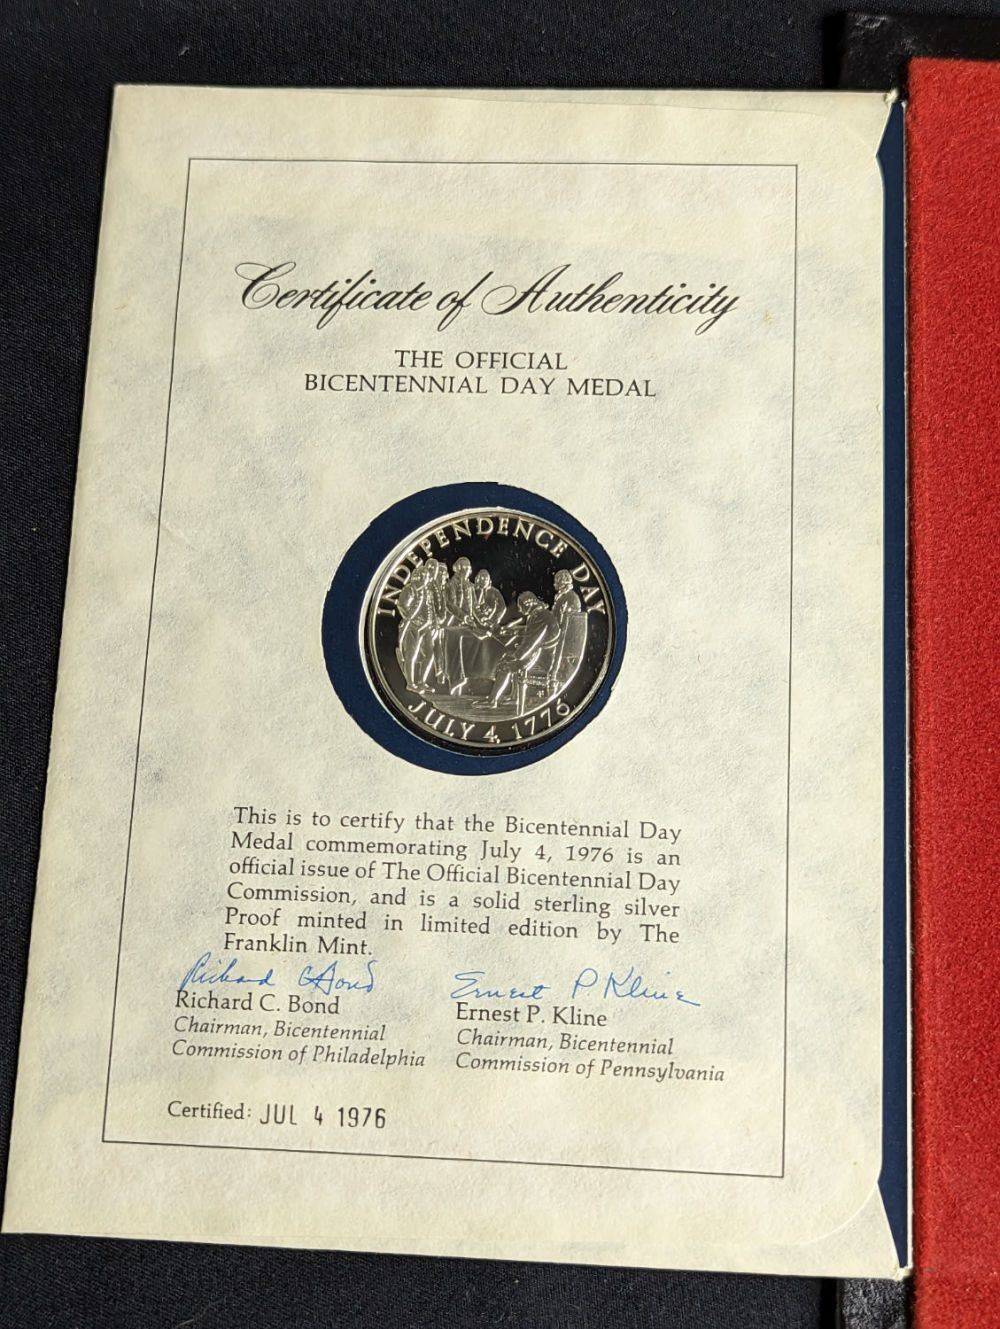 Certificate of Authenticity
THE OFFICIAL
BICENTENNIAL DAY MEDAL
INDEPENDENCE DAY
JULY 4, 1776
This is to certify that the Bicentennial Day
Medal commemorating July 4, 1976 is an
official issue of The Official Bicentennial Day
Commission, and is a solid sterling silver
Proof minted in limited edition by The
Franklin Mint.
Richard C Bond
Ernest P. Kline
Richard C. Bond
Ernest P. Kline
Chairman, Bicentennial
Chairman, Bicentennial
Commission of Philadelphia
Commission of Pennsylvania
Certified: JUL 4 1976